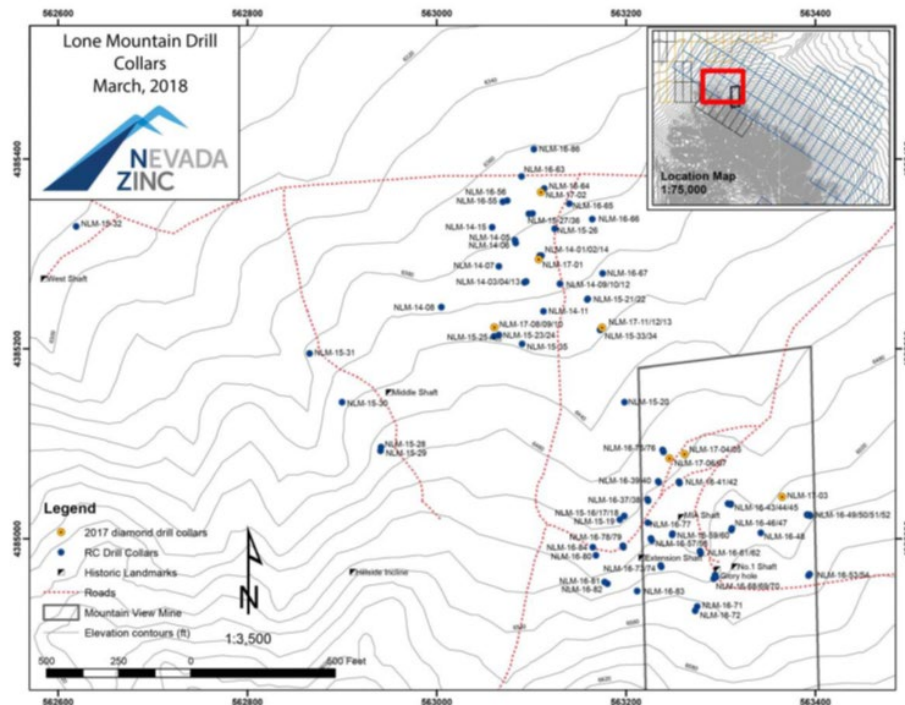 562600 562800 563000 563200 563400
Lone Mountain Drill
Collars
March, 2018
NEVADA
ZINC
Location Map
1:75,000
4385400
NLM-16-86
NLM-16-63
NLM-16-64
NLM-17-02
NLM-16-56
NLM-16-55
NLM-16-65
NLM-15-27/36
NLM-16-66
NLM-15-32
NLM-14-15
NLM-15-26
NLM-14-05
NLM-14-06
NLM-14-01/02/14
NLM-17-01
West Shaft
NLM-14-07
NLM-16-67
NLM-14-03/04/13
NLM-14-09/10/12
NLM-15-21/22
NLM-14-08
NLM-14-11
NLM-17-08/09/10
NLM-17-11/12/13
NLM-15-25
NLM-15-23/24
NLM-15-33/34
NLM-15-35
NLM-15-31
Middle Shaft
NLM-15-30
NLM-15-20
NLM-15-28
NLM-15-29
NLM-16-75/76
NLM-17-04/05
NLM-17-06/07
NLM-16-39/40
NLM-16-41/42
NLM-17-03
NLM-16-37/38
NLM-16-43/44/45
NLM-15-16/17/18
NLM-15-19
NLM-16-77
NLM-16-46/47
NLM-16-49/50/51/52
NLM-16-48
NLM-16-59/60
NLM-16-57/58
NLM-16-78/79
NLM-16-84
NLM-16-80
NLM-16-61/62
Extension Shaft
No.1 Shaft
NLM-16-73/74
Glory hole
NLM-16-68/69/70
NLM-16-53/54
NLM-16-81
NLM-16-82
NLM-16-83
NLM-16-71
NLM-16-72
Hillside Incline
4385000
Legend
2017 diamond drill collars
RC Drill Collars
Historic Landmarks
Roads
Mountain View Mine
Elevation contours (ft)
N
1:3,500
500 250 0 500 Feet
562600 562800 563000 563200 563400